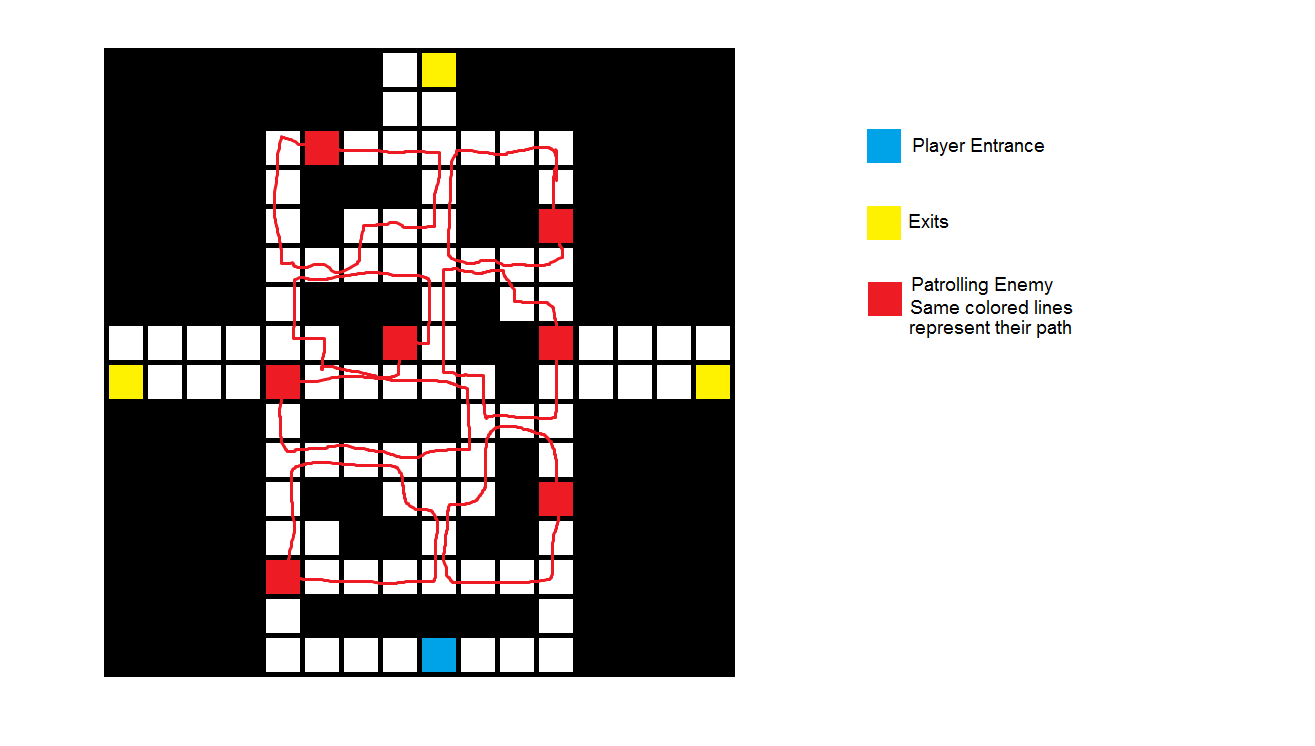 Player Entrance
Exits
Patrolling Enemy
Same colored lines
represent their path